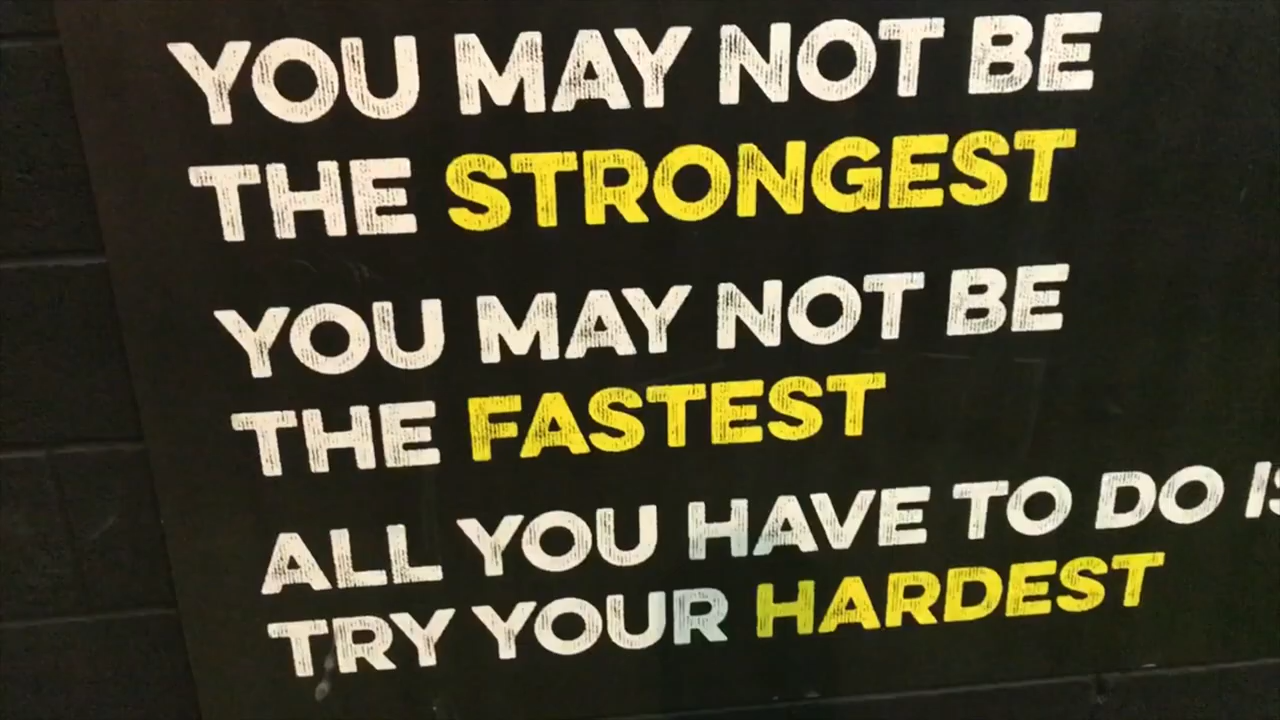 YOU MAY NOT BE
THE STRONGEST
YOU MAY NOT BE
THE FASTEST
ALL YOU HAVE TO DO IS
TRY YOUR HARDEST